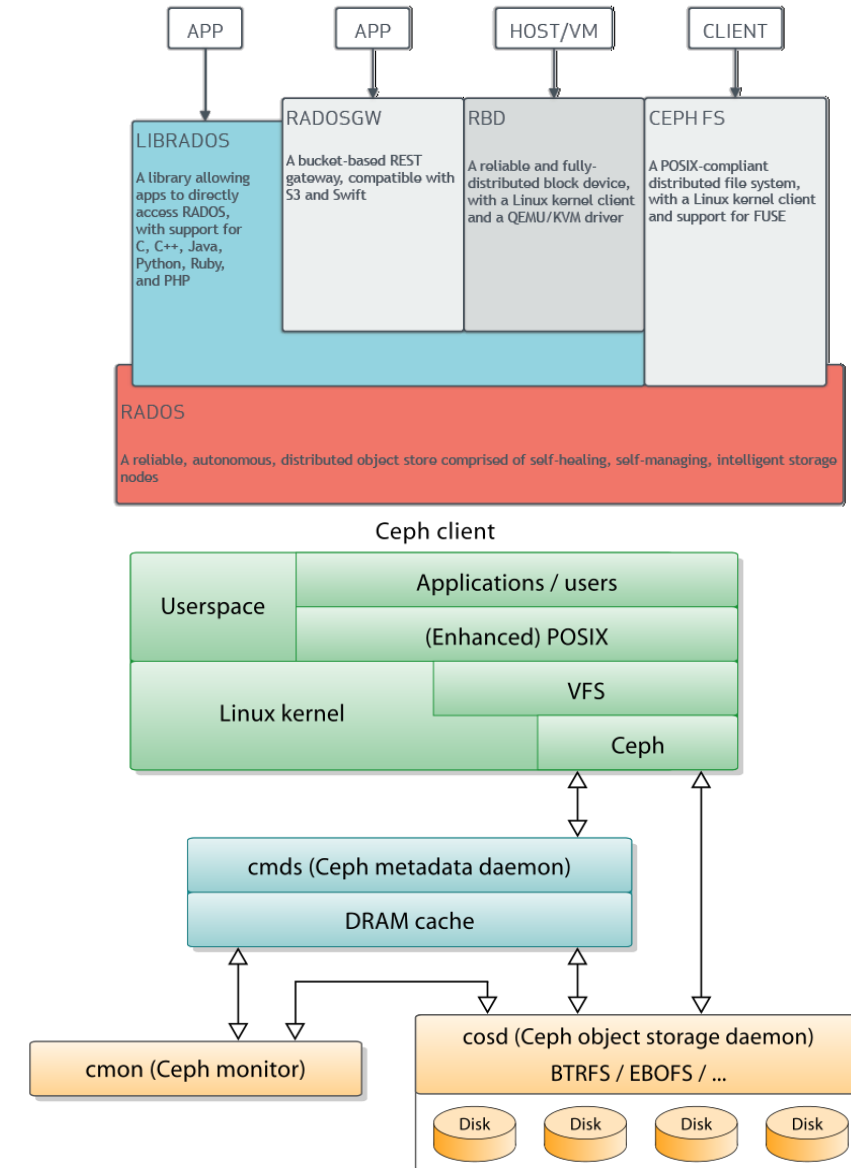 APP
APP
HOST/VM
CLIENT
LIBRADOS
A library allowing
apps to directly
access RADOS,
with support for
C, C++, Java,
Python, Ruby,
and PHP
RADOSGW
A bucket-based REST
gateway, compatible with
S3 and Swift
RBD
A reliable and fully-
distributed block device,
with a Linux kernel client
and a QEMU/KVM driver
CEPH FS
A POSIX-compliant
distributed file system,
with a Linux kernel client
and support for FUSE
RADOS
A reliable, autonomous, distributed object store comprised of self-healing, self-managing, intelligent storage
nodes
Ceph client
Userspace
Applications / users
(Enhanced) POSIX
Linux kernel
VFS
Ceph
cmds (Ceph metadata daemon)
DRAM cache
cmon (Ceph monitor)
cosd (Ceph object storage daemon)
BTRFS / EBOFS / ...
Disk
Disk
Disk
Disk